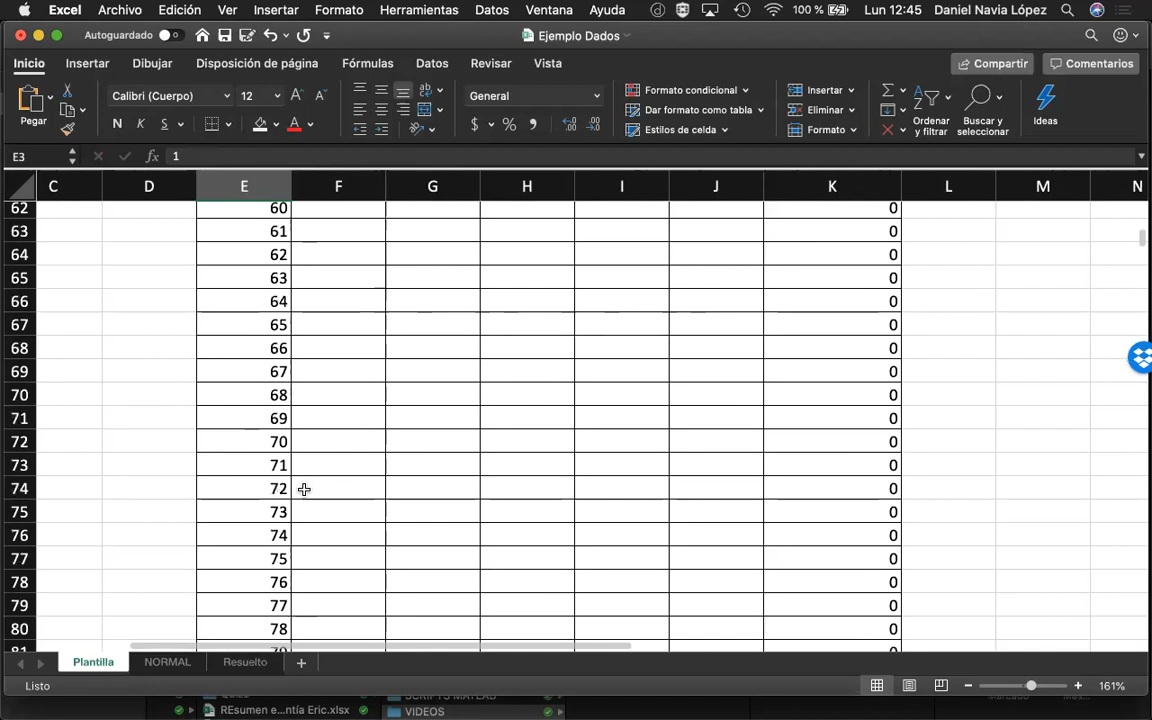 Excel Archivo Edición Ver Insertar Formato Herramientas Datos Ventana Ayuda 100 % Lun 12:45 Daniel Navia López
Autoguardado Ejemplo Dados
Inicio Insertar Dibujar Disposición de página Fórmulas Datos Revisar Vista Compartir Comentarios
Pegar Calibri (Cuerpo) 12 General Formato condicional Insertar
N K S $ % Dar formato como tabla Eliminar Ordenar y filtrar Buscar y seleccionar Ideas
Estilos de celda Formato
E3 fx 1
C D E F G H I J K L M N
62 60 0
63 61 0
64 62 0
65 63 0
66 64 0
67 65 0
68 66 0
69 67 0
70 68 0
71 69 0
72 70 0
73 71 0
74 72 0
75 73 0
76 74 0
77 75 0
78 76 0
79 77 0
80 78 0
Plantilla NORMAL Resuelto
Listo 161%
REsumen e...ntía Eric.xlsx VIDEOS